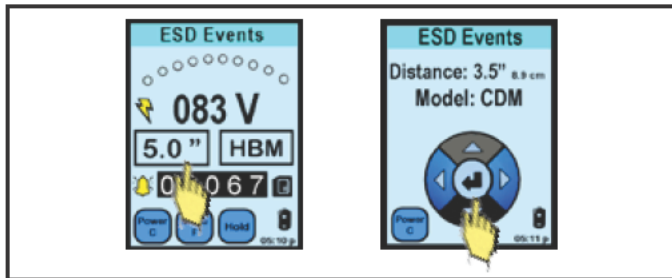 ESD Events
083 V
5.0 ”
HBM
0 067
Power C
Hold
05:10 p
ESD Events
Distance: 3.5” 8.9 cm
Model: CDM
Power C
05:11 p